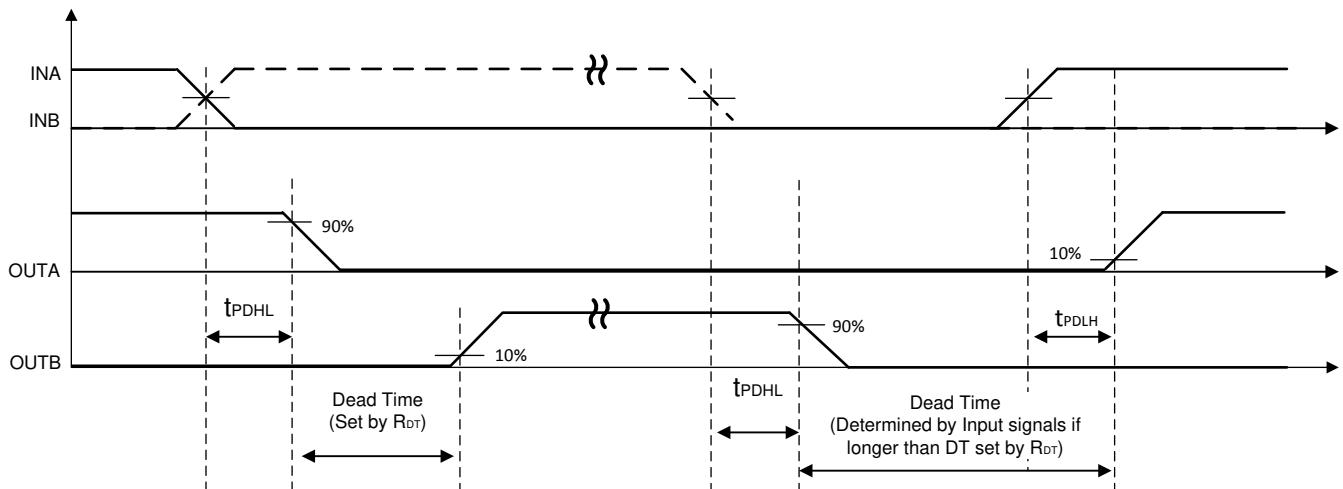 INA
INB
90%
OUTA
10%
tPDHL
tPDLH
90%
OUTB
10%
Dead Time
(Set by RDT)
tPDHL
Dead Time
(Determined by Input signals if
longer than DT set by RDT)